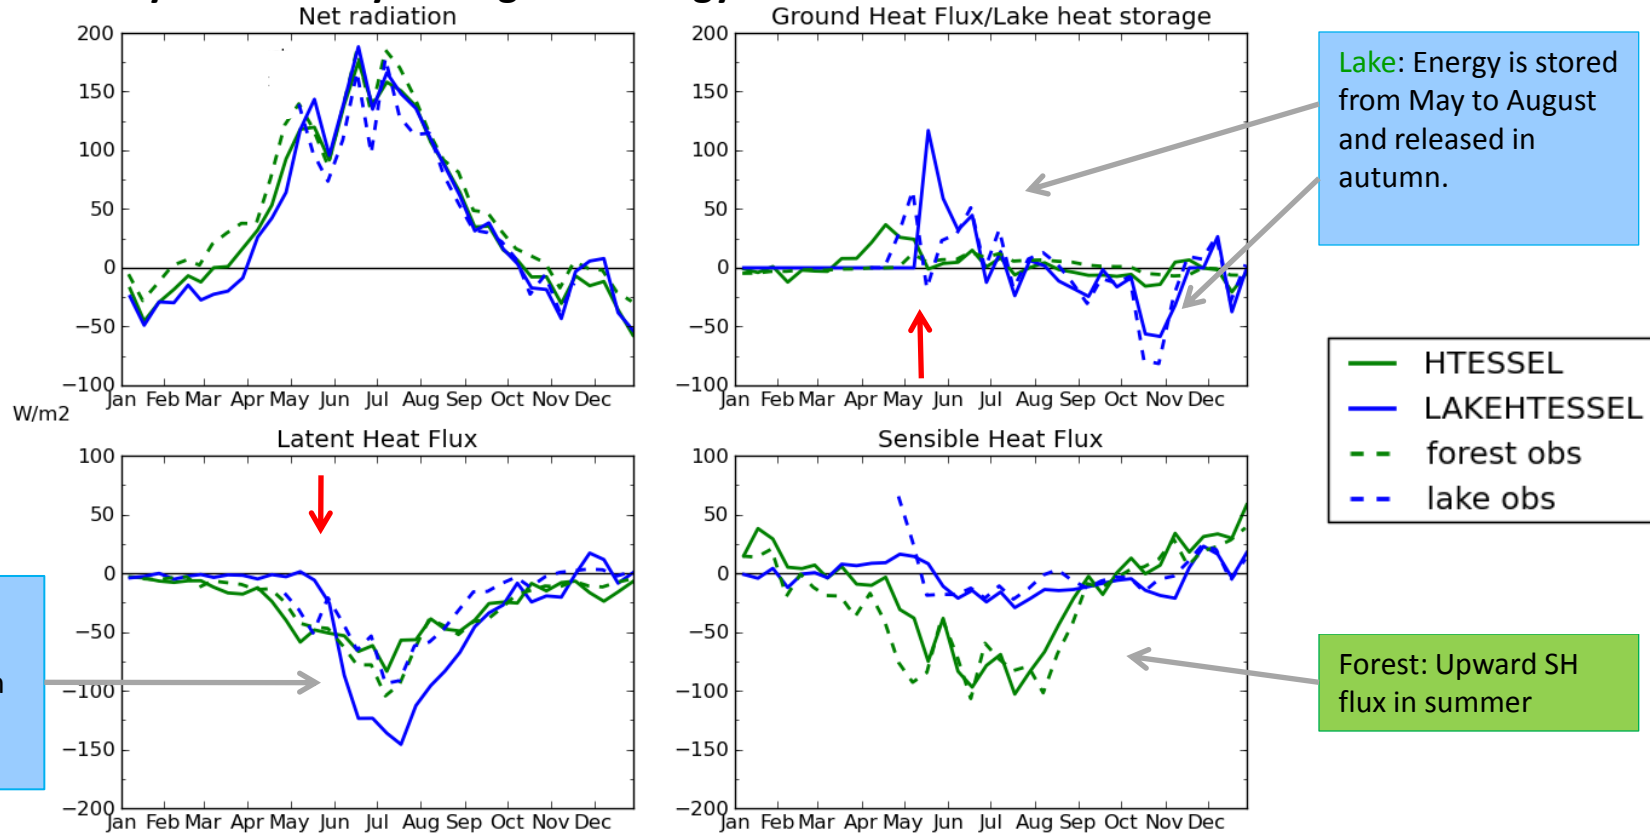 Net radiation
200
150
100
50
0
−50
−100
Jan Feb Mar Apr May Jun Jul Aug Sep Oct Nov Dec
Ground Heat Flux/Lake heat storage
200
150
100
50
0
−50
−100
Jan Feb Mar Apr May Jun Jul Aug Sep Oct Nov Dec
Lake: Energy is stored
from May to August
and released in
autumn.
HTESSEL
LAKEHTESSEL
forest obs
lake obs
W/m2
Latent Heat Flux
100
50
0
−50
−100
−150
−200
Jan Feb Mar Apr May Jun Jul Aug Sep Oct Nov Dec
Sensible Heat Flux
100
50
0
−50
−100
−150
−200
Jan Feb Mar Apr May Jun Jul Aug Sep Oct Nov Dec
Forest: Upward SH
flux in summer